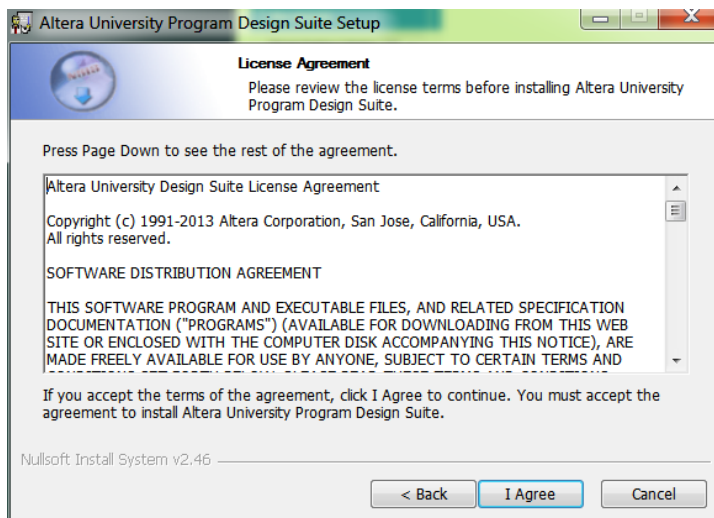 Altera University Program Design Suite Setup
License Agreement
Please review the license terms before installing Altera University
Program Design Suite.
Press Page Down to see the rest of the agreement.
Altera University Design Suite License Agreement
Copyright (c) 1991-2013 Altera Corporation, San Jose, California, USA.
All rights reserved.
SOFTWARE DISTRIBUTION AGREEMENT
THIS SOFTWARE PROGRAM AND EXECUTABLE FILES, AND RELATED SPECIFICATION
DOCUMENTATION ("PROGRAMS") (AVAILABLE FOR DOWNLOADING FROM THIS WEB
SITE OR ENCLOSED WITH THE COMPUTER DISK ACCOMPANYING THIS NOTICE), ARE
MADE FREELY AVAILABLE FOR USE BY ANYONE, SUBJECT TO CERTAIN TERMS AND
If you accept the terms of the agreement, click I Agree to continue. You must accept the
agreement to install Altera University Program Design Suite.
Nullsoft Install System v2.46
< Back
I Agree
Cancel